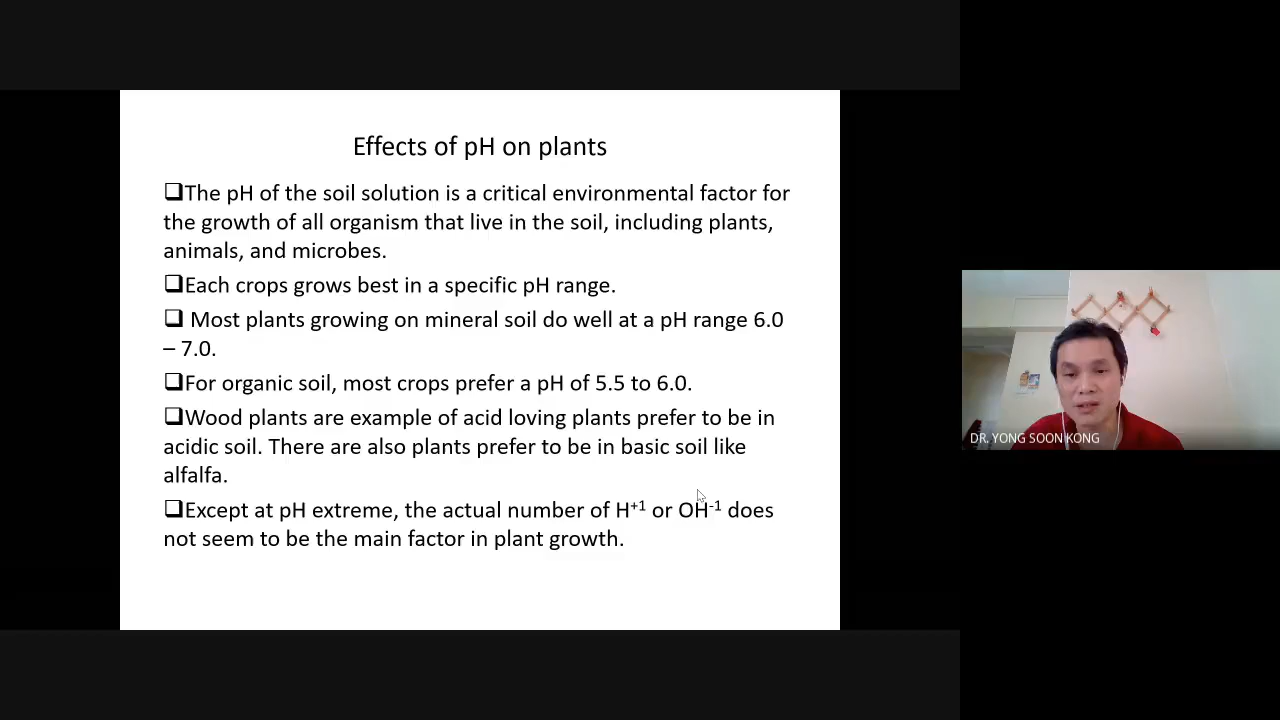 Effects of pH on plants
❑The pH of the soil solution is a critical environmental factor for
the growth of all organism that live in the soil, including plants,
animals, and microbes.
❑Each crops grows best in a specific pH range.
❑ Most plants growing on mineral soil do well at a pH range 6.0
– 7.0.
❑For organic soil, most crops prefer a pH of 5.5 to 6.0.
❑Wood plants are example of acid loving plants prefer to be in
acidic soil. There are also plants prefer to be in basic soil like
alfalfa.
❑Except at pH extreme, the actual number of H⁺¹ or OH⁻¹ does
not seem to be the main factor in plant growth.
DR. YONG SOON KONG